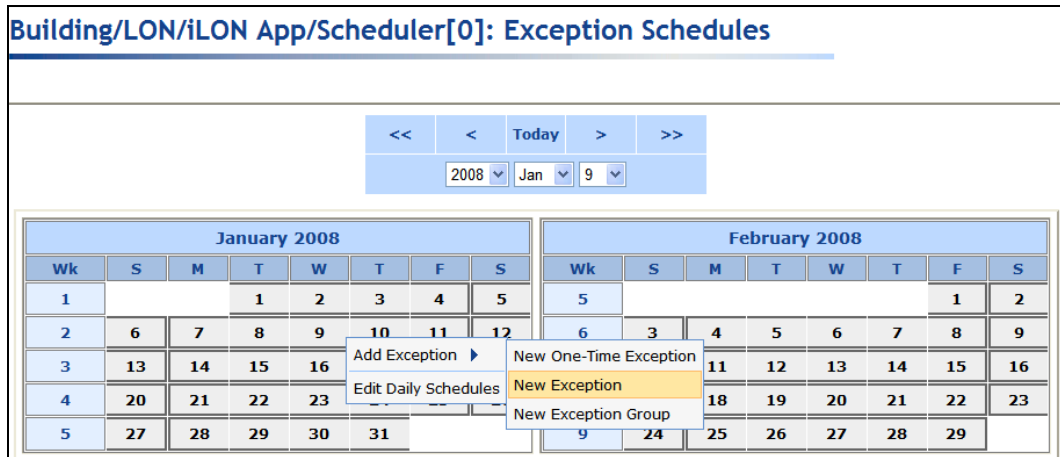 Building/LON/iLON App/Scheduler[0]: Exception Schedules
<< < Today > >>
2008 Jan 9
January 2008
Wk S M T W T F S
1 1 2 3 4 5
2 6 7 8 9 10 11 12
3 13 14 15 16
4 20 21 22 23
5 27 28 29 30 31
February 2008
Wk S M T W T F S
5 1 2
6 3 4 5 6 7 8 9
11 12 13 14 15 16
18 19 20 21 22 23
9 24 25 26 27 28 29
Add Exception
Edit Daily Schedules
New One-Time Exception
New Exception
New Exception Group